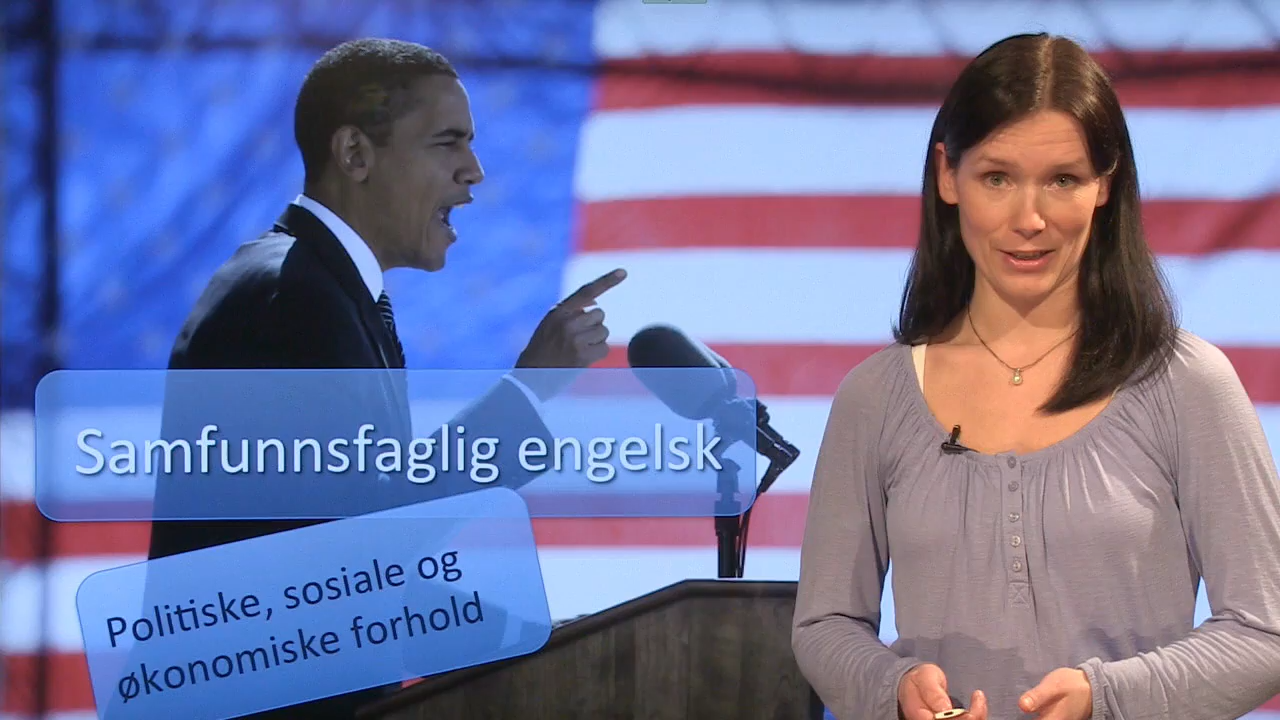 Samfunnsfaglig engelsk
Politiske, sosiale og
økonomiske forhold